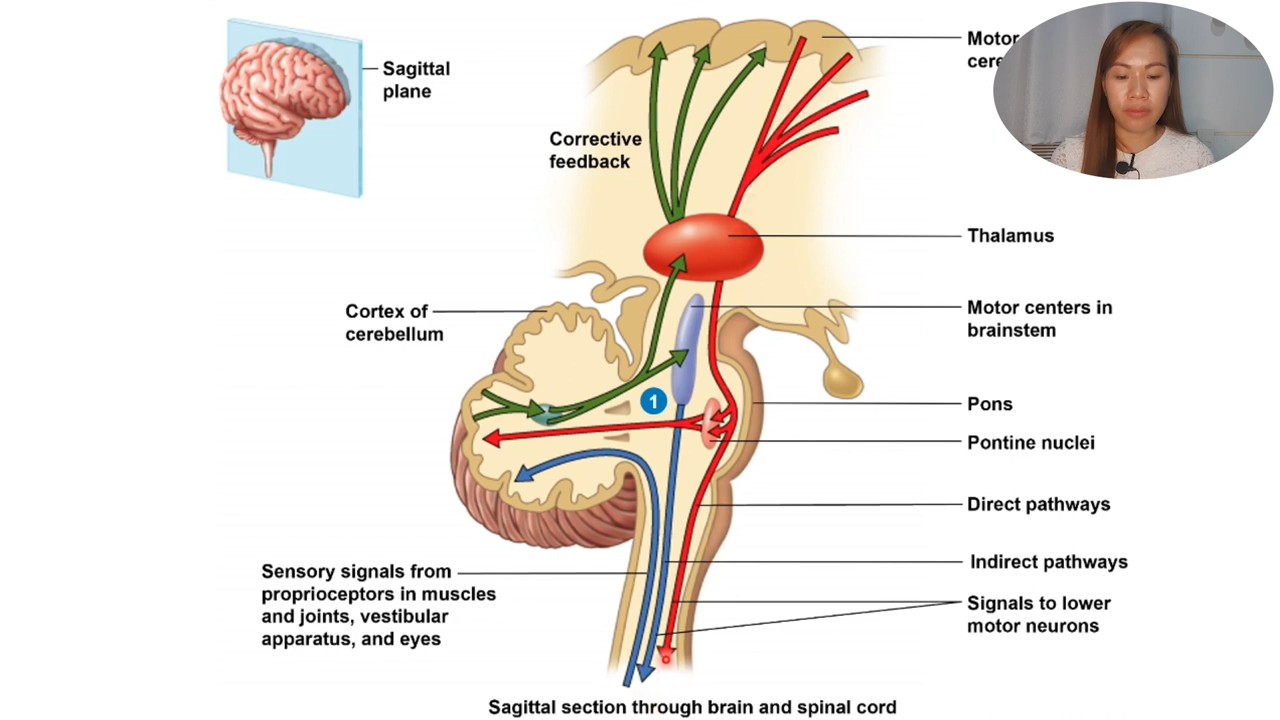 Sagittal
plane
Motor
Corrective
feedback
Thalamus
Cortex of
cerebellum
Motor centers in
brainstem
1
Pons
Pontine nuclei
Direct pathways
Indirect pathways
Sensory signals from
proprioceptors in muscles
and joints, vestibular
apparatus, and eyes
Signals to lower
motor neurons
Sagittal section through brain and spinal cord